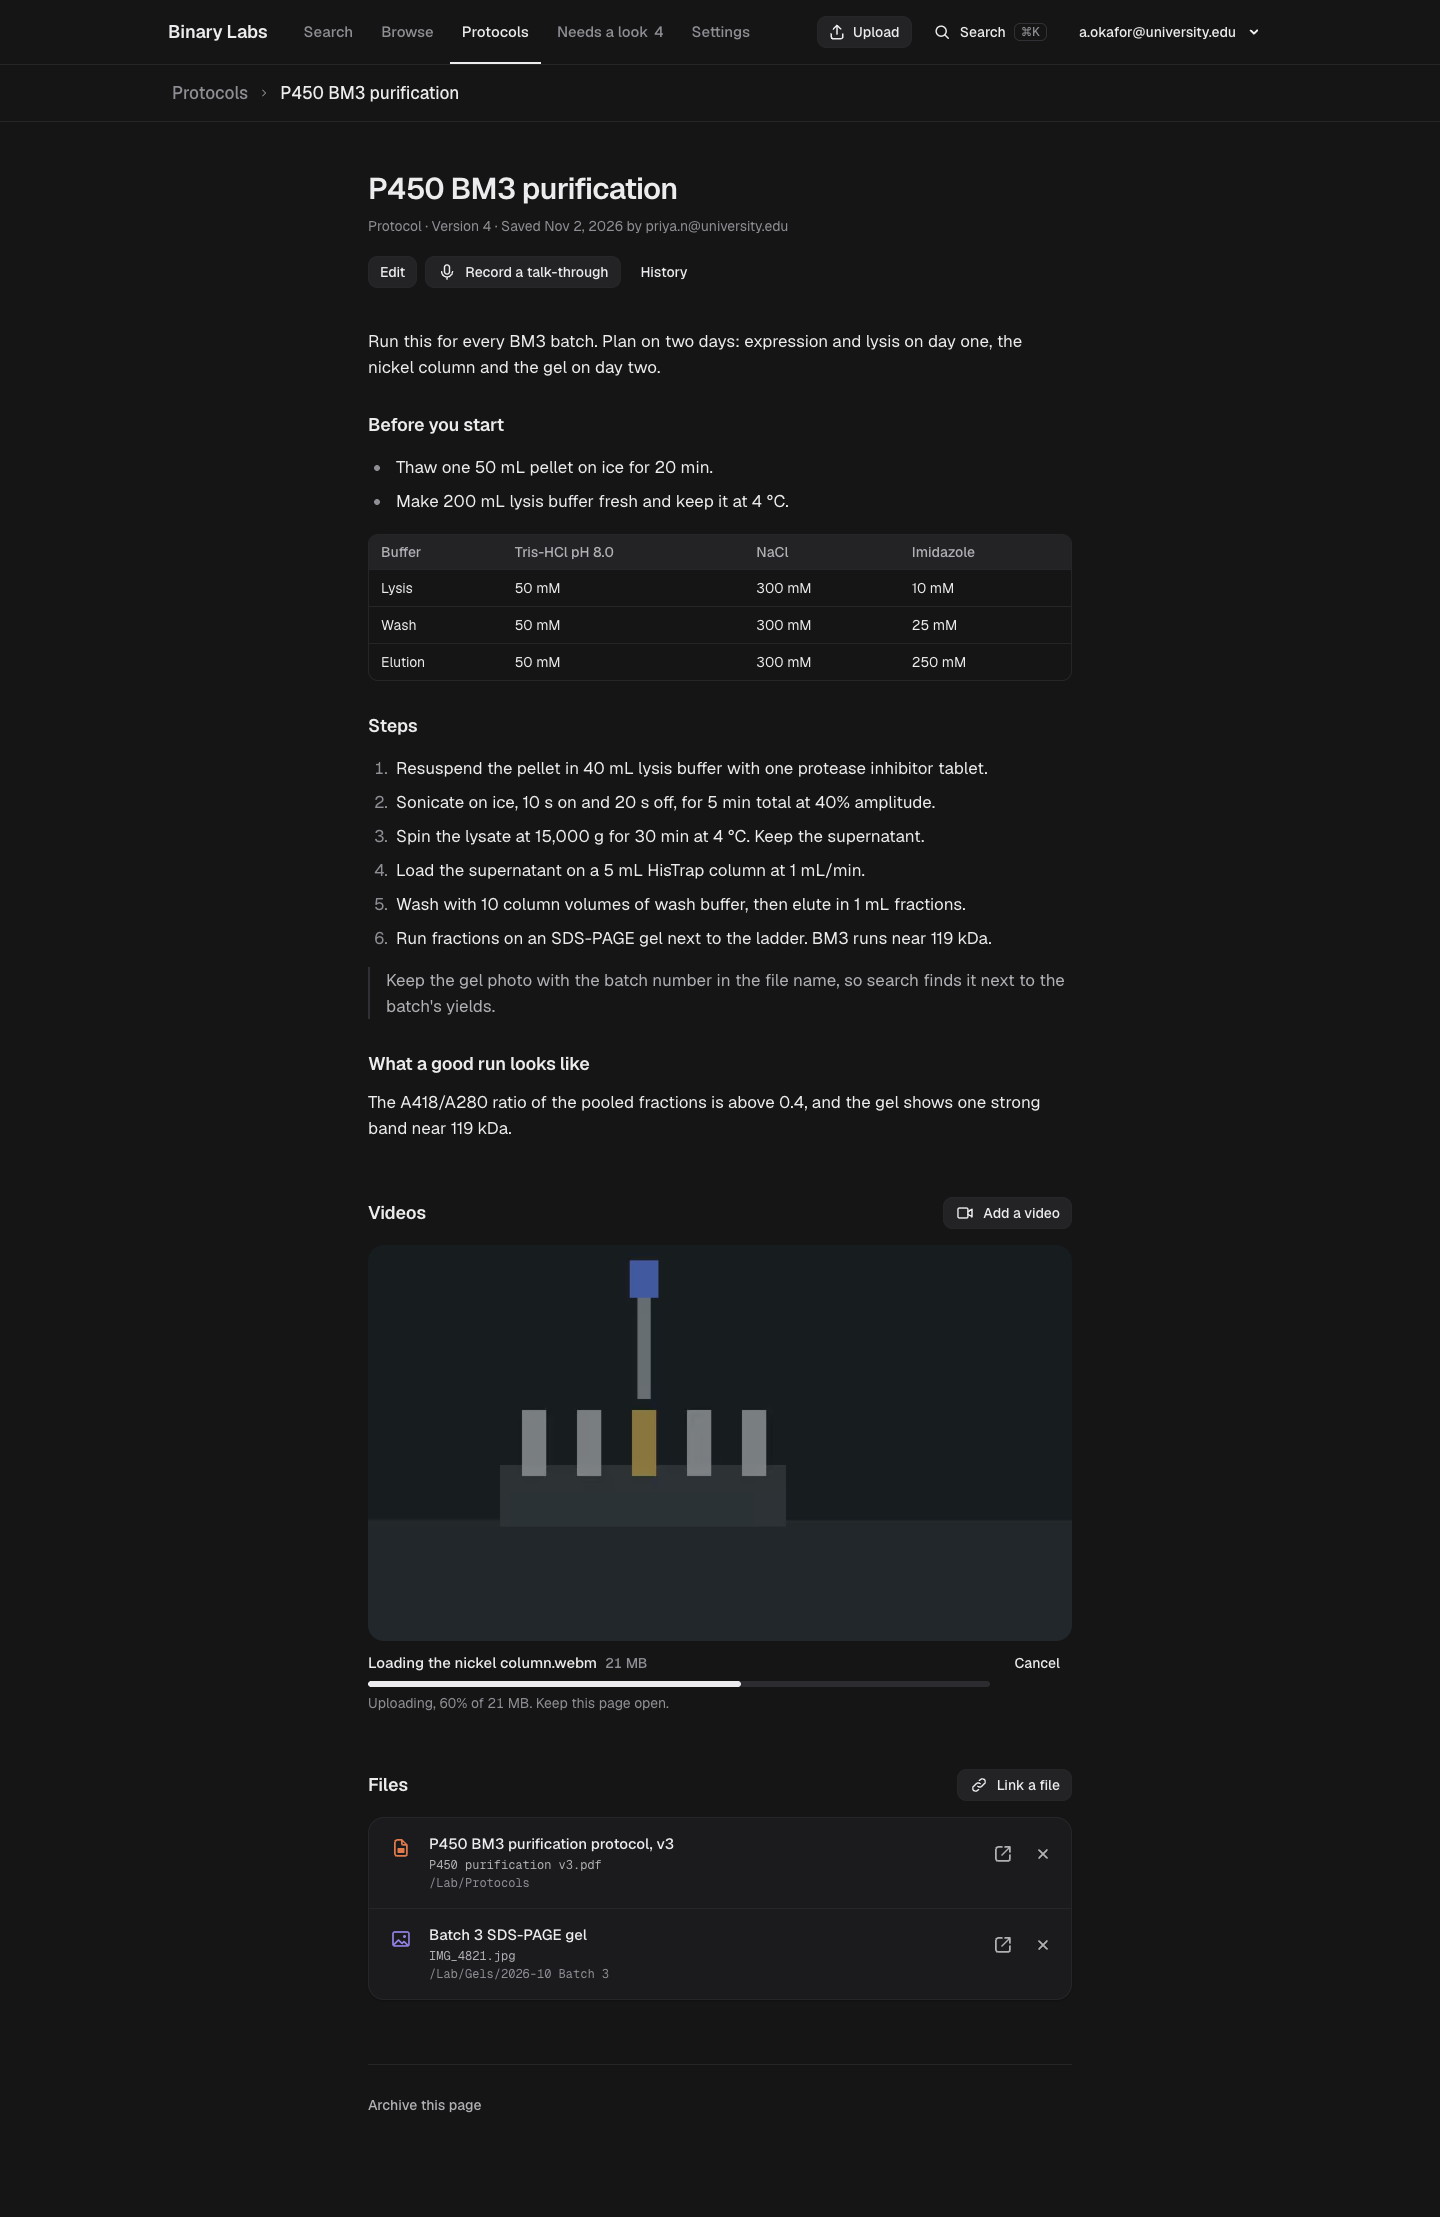 Binary Labs Search Browse Protocols Needs a look 4 Settings Upload Search ⌘K a.okafor@university.edu
Protocols › P450 BM3 purification
P450 BM3 purification
Protocol · Version 4 · Saved Nov 2, 2026 by priya.n@university.edu
Edit Record a talk-through History
Run this for every BM3 batch. Plan on two days: expression and lysis on day one, the
nickel column and the gel on day two.
Before you start
• Thaw one 50 mL pellet on ice for 20 min.
• Make 200 mL lysis buffer fresh and keep it at 4 °C.
Buffer Tris-HCl pH 8.0 NaCl Imidazole
Lysis 50 mM 300 mM 10 mM
Wash 50 mM 300 mM 25 mM
Elution 50 mM 300 mM 250 mM
Steps
1. Resuspend the pellet in 40 mL lysis buffer with one protease inhibitor tablet.
2. Sonicate on ice, 10 s on and 20 s off, for 5 min total at 40% amplitude.
3. Spin the lysate at 15,000 g for 30 min at 4 °C. Keep the supernatant.
4. Load the supernatant on a 5 mL HisTrap column at 1 mL/min.
5. Wash with 10 column volumes of wash buffer, then elute in 1 mL fractions.
6. Run fractions on an SDS-PAGE gel next to the ladder. BM3 runs near 119 kDa.
Keep the gel photo with the batch number in the file name, so search finds it next to the
batch's yields.
What a good run looks like
The A418/A280 ratio of the pooled fractions is above 0.4, and the gel shows one strong
band near 119 kDa.
Videos Add a video
Loading the nickel column.webm 21 MB Cancel
Uploading, 60% of 21 MB. Keep this page open.
Files Link a file
P450 BM3 purification protocol, v3
P450 purification v3.pdf
/Lab/Protocols
Batch 3 SDS-PAGE gel
IMG_4821.jpg
/Lab/Gels/2026-10 Batch 3
Archive this page